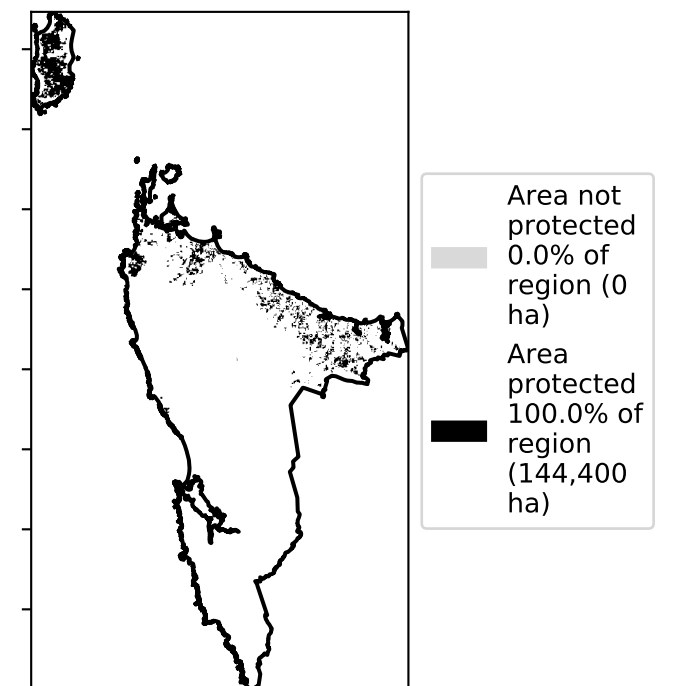 Area not
protected
0.0% of
region (0
ha)
Area
protected
100.0% of
region
(144,400
ha)